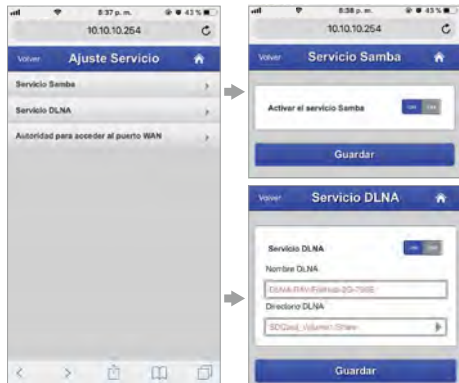 8:37 p. m.
43 %
10.10.10.254
Volver Ajuste Servicio
Servicio Samba
Servicio DLNA
Autoridad para acceder al puerto WAN
8:38 p. m.
43 %
10.10.10.254
Volver Servicio Samba
Activar el servicio Samba
Guardar
Volver Servicio DLNA
Servicio DLNA
Nombre DLNA
Directorio DLNA
Guardar